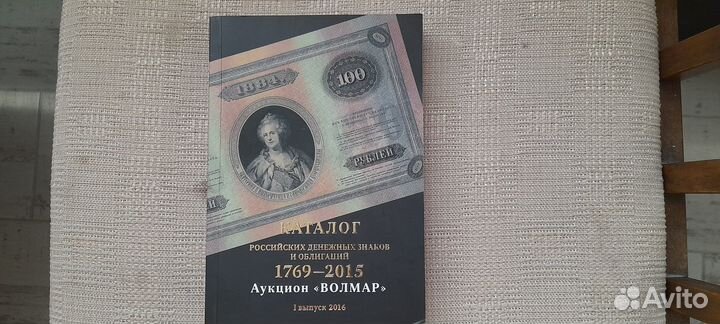 1884.
100
РУБЛЕЙ
КАТАЛОГ
РОССИЙСКИХ ДЕНЕЖНЫХ ЗНАКОВ
И ОБЛИГАЦИЙ
1769–2015
Аукцион «ВОЛМАР»
I выпуск 2016
Avito